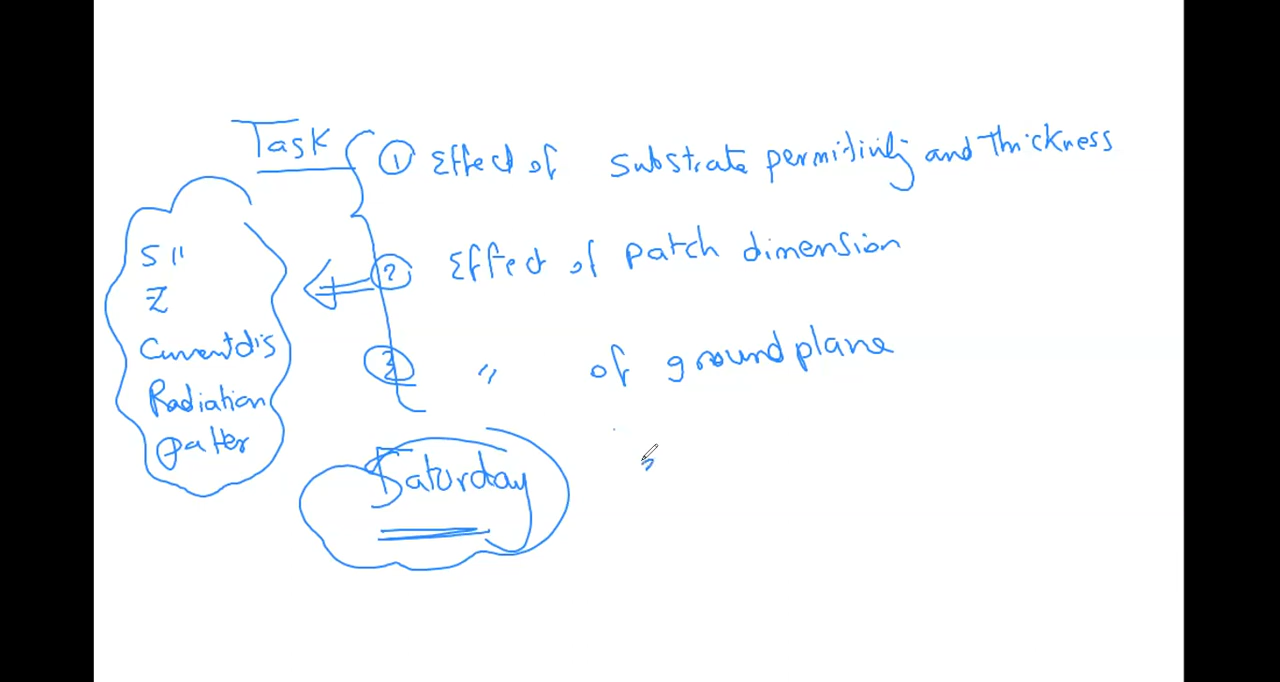 Task
① Effect of substrate permitivity and thickness
② Effect of patch dimension
③ " of ground plane
S11
Z
Current dis
Radiation
patter
Saturday